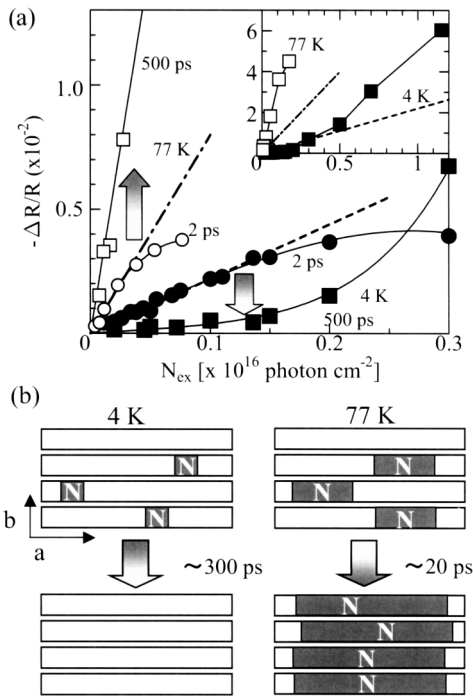 (a)
-ΔR/R (x10⁻²)
1.0
0.5
0
500 ps
77 K
2 ps
2 ps
4 K
500 ps
0
0.1
0.2
0.3
Nₑₓ [x 10¹⁶ photon cm⁻²]
6
4
2
0
77 K
4 K
0
0.5
1
(b)
4 K
77 K
N
N
N
N
N
N
b
a
~300 ps
~20 ps
N
N
N
N